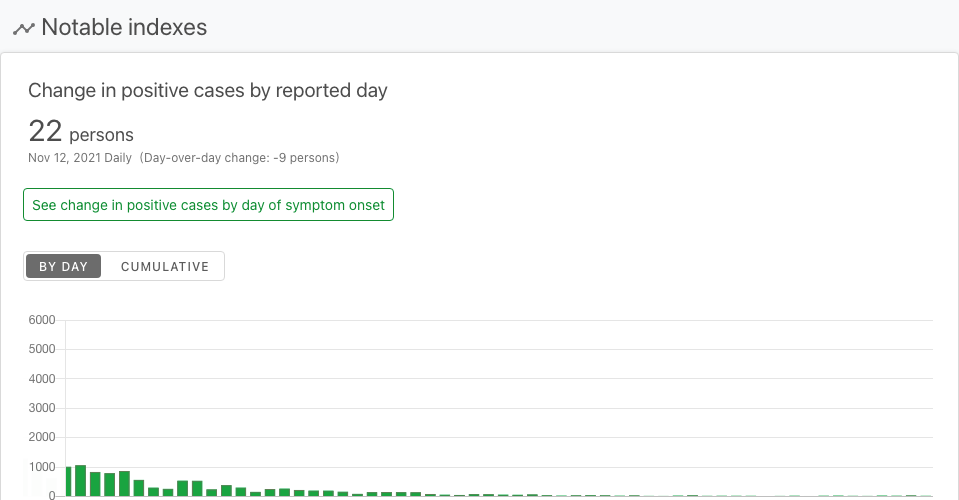 Notable indexes
Change in positive cases by reported day
22 persons
Nov 12, 2021 Daily (Day-over-day change: -9 persons)
See change in positive cases by day of symptom onset
BY DAY CUMULATIVE
6000
5000
4000
3000
2000
1000
0